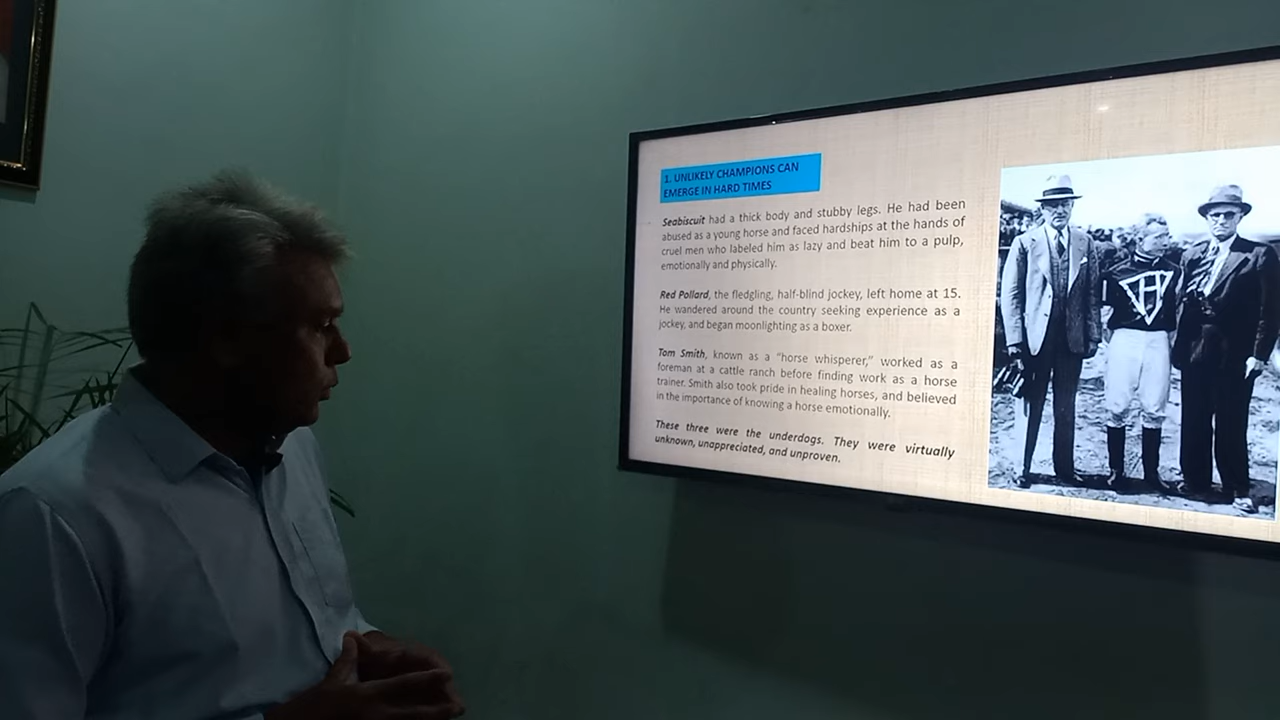 1. UNLIKELY CHAMPIONS CAN
EMERGE IN HARD TIMES
Seabiscuit had a thick body and stubby legs. He had been
abused as a young horse and faced hardships at the hands of
cruel men who labeled him as lazy and beat him to a pulp,
emotionally and physically.
Red Pollard, the fledgling, half-blind jockey, left home at 15.
He wandered around the country seeking experience as a
jockey, and began moonlighting as a boxer.
Tom Smith, known as a “horse whisperer,” worked as a
foreman at a cattle ranch before finding work as a horse
trainer. Smith also took pride in healing horses, and believed
in the importance of knowing a horse emotionally.
These three were the underdogs. They were virtually
unknown, unappreciated, and unproven.
H